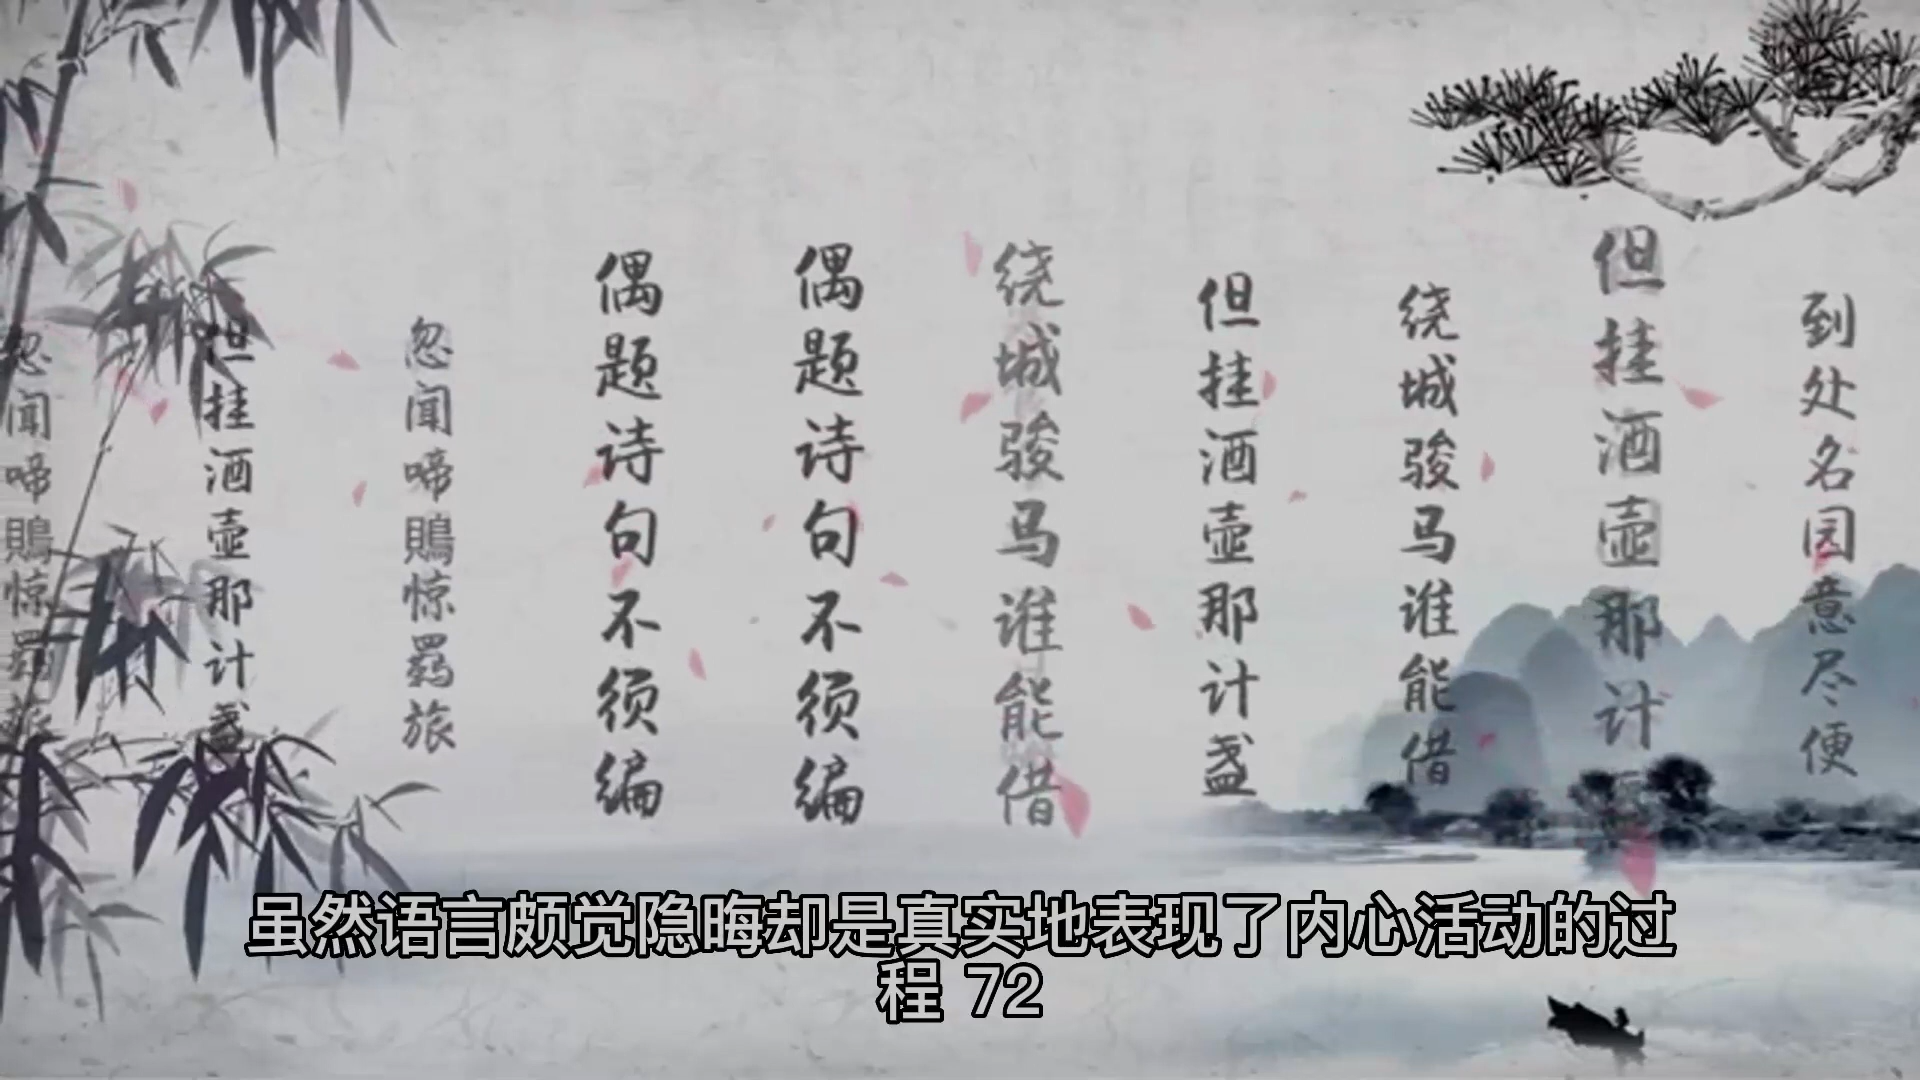 到处名园意尽便
但挂酒壶那计
绕城骏马谁能借
但挂酒壶那计盏
绕城骏马谁能借
偶题诗句不须编
偶题诗句不须编
忽闻啼鵙惊羁旅
但挂酒壶那计盏
忽闻啼鵙惊羁旅
虽然语言颇觉隐晦却是真实地表现了内心活动的过
程 72